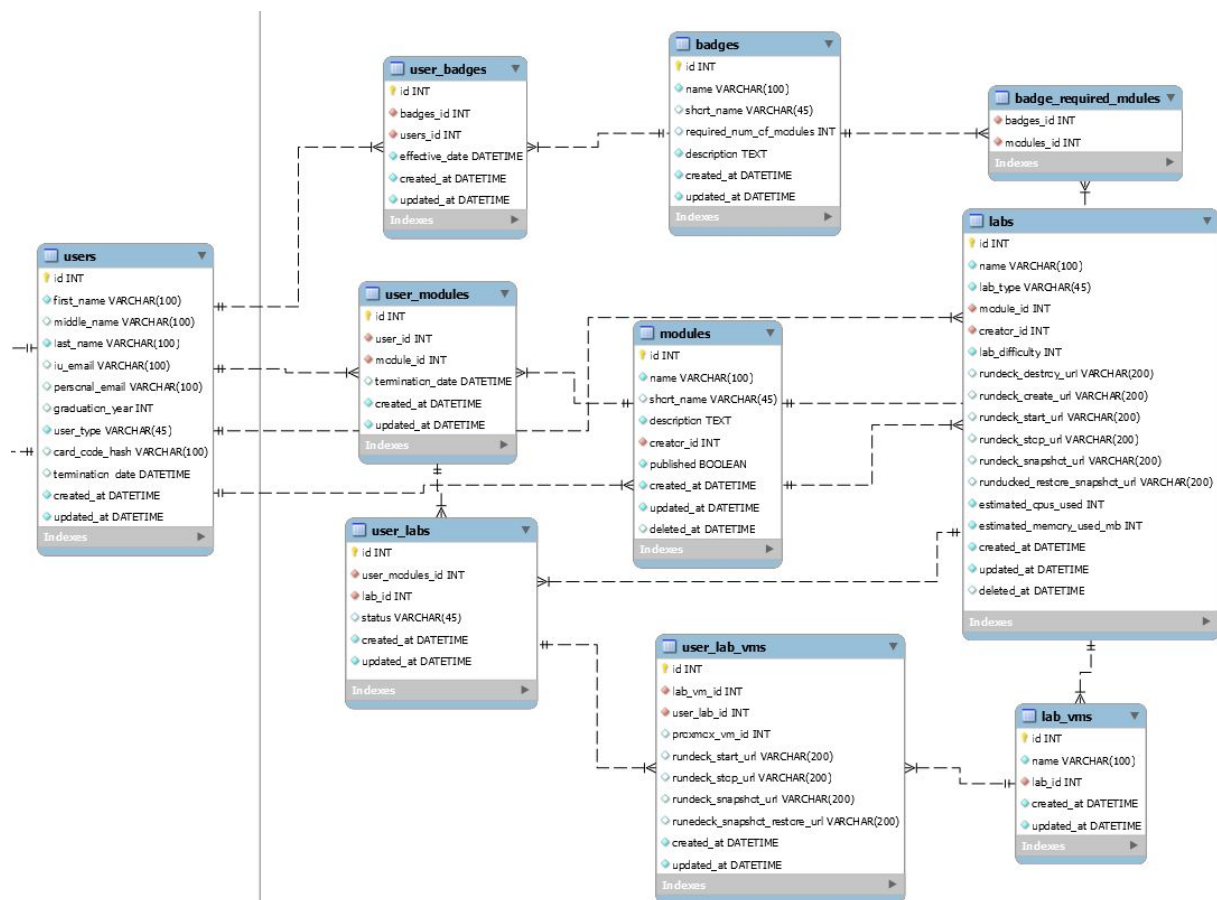 users
id INT
first_name VARCHAR(100)
middle_name VARCHAR(100)
last_name VARCHAR(100)
iu_email VARCHAR(100)
personal_email VARCHAR(100)
graduation_year INT
user_type VARCHAR(45)
card_code_hash VARCHAR(100)
termination_date DATETIME
created_at DATETIME
updated_at DATETIME
Indexes
user_badges
id INT
badges_id INT
users_id INT
effective_date DATETIME
created_at DATETIME
updated_at DATETIME
Indexes
badges
id INT
name VARCHAR(100)
short_name VARCHAR(45)
required_num_of_modules INT
description TEXT
created_at DATETIME
updated_at DATETIME
Indexes
badge_required_mdules
badges_id INT
modules_id INT
Indexes
user_modules
id INT
user_id INT
module_id INT
termination_date DATETIME
created_at DATETIME
updated_at DATETIME
Indexes
modules
id INT
name VARCHAR(100)
short_name VARCHAR(45)
description TEXT
creator_id INT
published BOOLEAN
created_at DATETIME
updated_at DATETIME
deleted_at DATETIME
Indexes
labs
id INT
name VARCHAR(100)
lab_type VARCHAR(45)
module_id INT
creator_id INT
lab_difficulty INT
rundeck_destroy_url VARCHAR(200)
rundeck_create_url VARCHAR(200)
rundeck_start_url VARCHAR(200)
rundeck_stop_url VARCHAR(200)
rundeck_snapshot_url VARCHAR(200)
runducked_restore_snapshot_url VARCHAR(200)
estimated_cpus_used INT
estimated_memory_used_mb INT
created_at DATETIME
updated_at DATETIME
deleted_at DATETIME
Indexes
user_labs
id INT
user_modules_id INT
lab_id INT
status VARCHAR(45)
created_at DATETIME
updated_at DATETIME
Indexes
user_lab_vms
id INT
lab_vm_id INT
user_lab_id INT
proxmox_vm_id INT
rundeck_start_url VARCHAR(200)
rundeck_stop_url VARCHAR(200)
rundeck_snapshot_url VARCHAR(200)
runedeck_snapshot_restore_url VARCHAR(200)
created_at DATETIME
updated_at DATETIME
Indexes
lab_vms
id INT
name VARCHAR(100)
lab_id INT
created_at DATETIME
updated_at DATETIME
Indexes